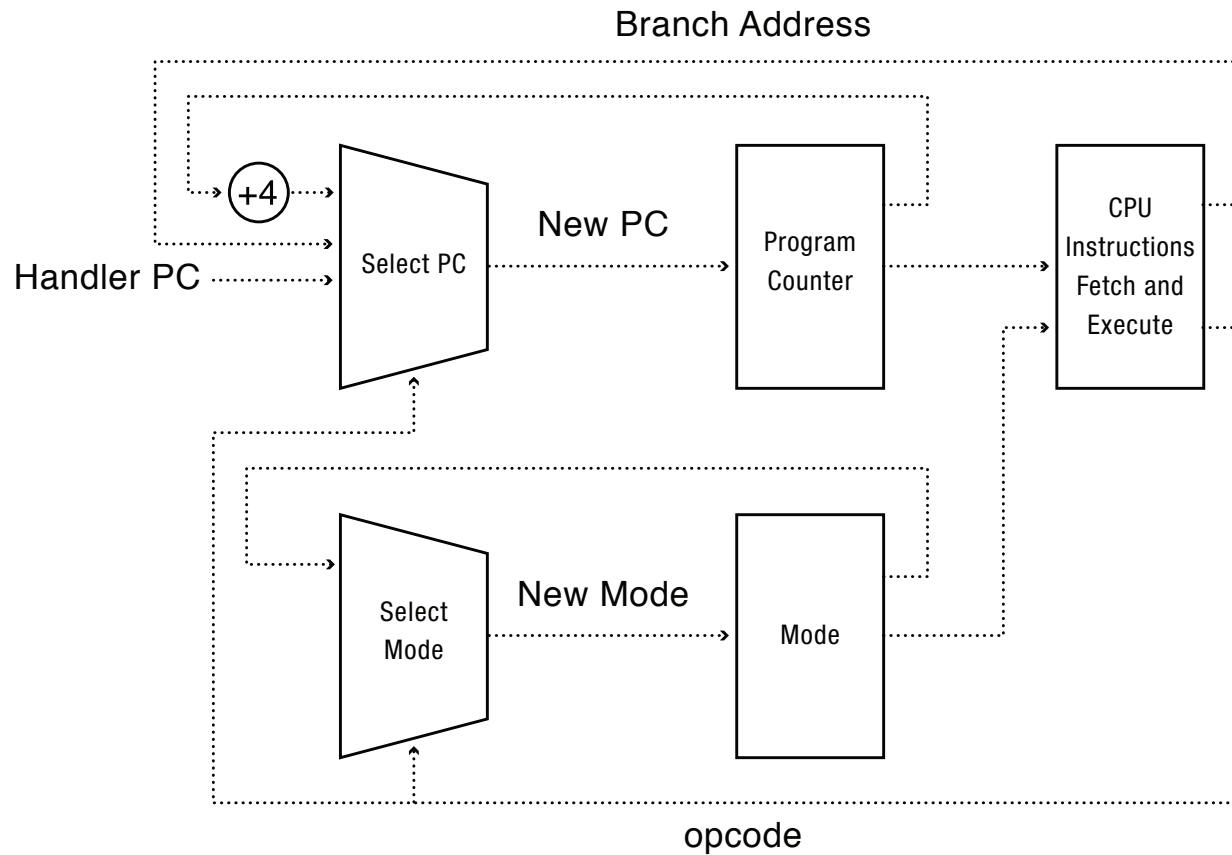 Branch Address
+4
Handler PC
Select PC
New PC
Program
Counter
CPU
Instructions
Fetch and
Execute
Select
Mode
New Mode
Mode
opcode